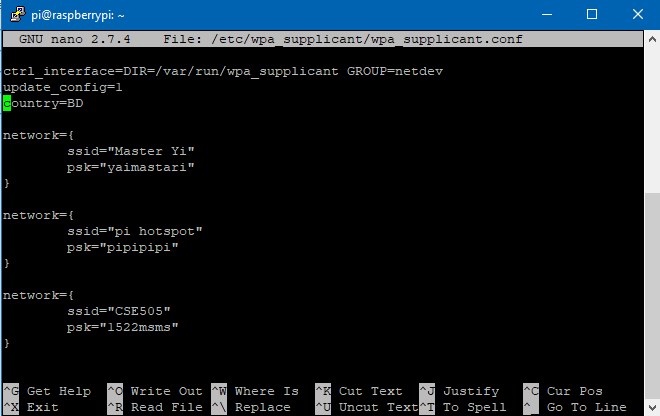 pi@raspberrypi: ~
GNU nano 2.7.4 File: /etc/wpa_supplicant/wpa_supplicant.conf
ctrl_interface=DIR=/var/run/wpa_supplicant GROUP=netdev
update_config=1
country=BD
network={
ssid="Master Yi"
psk="yaimastari"
}
network={
ssid="pi hotspot"
psk="pipipipi"
}
network={
ssid="CSE505"
psk="1522msms"
}
^G Get Help ^O Write Out ^W Where Is ^K Cut Text ^J Justify ^C Cur Pos
^X Exit ^R Read File ^\ Replace ^U Uncut Text ^T To Spell ^_ Go To Line